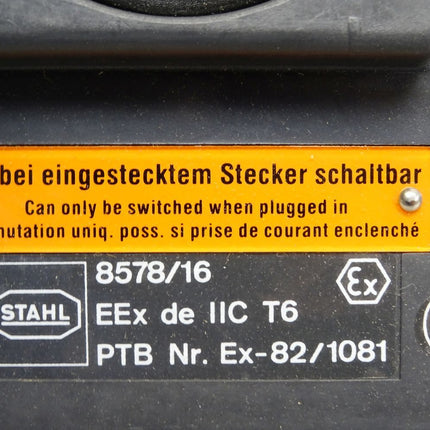 bei eingestecktem Stecker schaltbar
Can only be switched when plugged in
mutation uniq. poss. si prise de courant enclenché
8578/16
Ex
STAHL
EEx de IIC T6
PTB Nr. Ex-82/1081